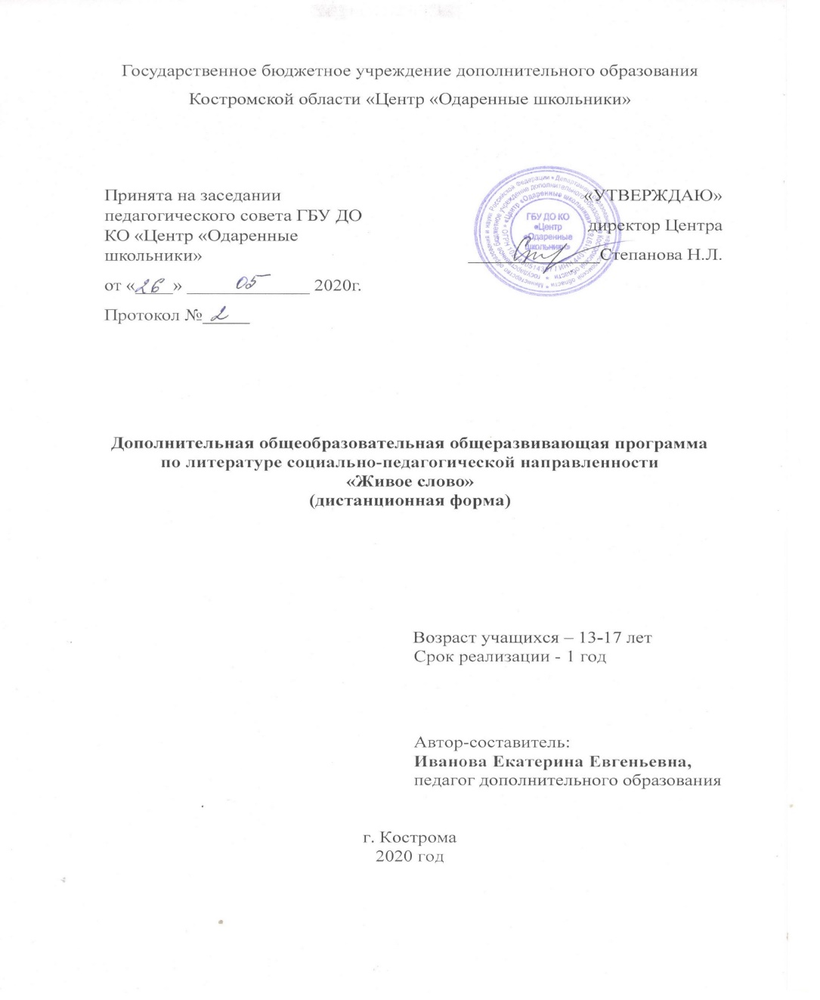 Государственное бюджетное учреждение дополнительного образования
Костромской области «Центр «Одаренные школьники»
Принята на заседании
педагогического совета ГБУ ДО
КО «Центр «Одаренные
школьники»
от «26» 05 2020г.
Протокол № 2
«УТВЕРЖДАЮ»
директор Центра
Степанова Н.Л.
ГБУ ДО КО
«Центр
«Одаренные
школьники»
Дополнительная общеобразовательная общеразвивающая программа
по литературе социально-педагогической направленности
«Живое слово»
(дистанционная форма)
Возраст учащихся – 13-17 лет
Срок реализации - 1 год
Автор-составитель:
Иванова Екатерина Евгеньевна,
педагог дополнительного образования
г. Кострома
2020 год